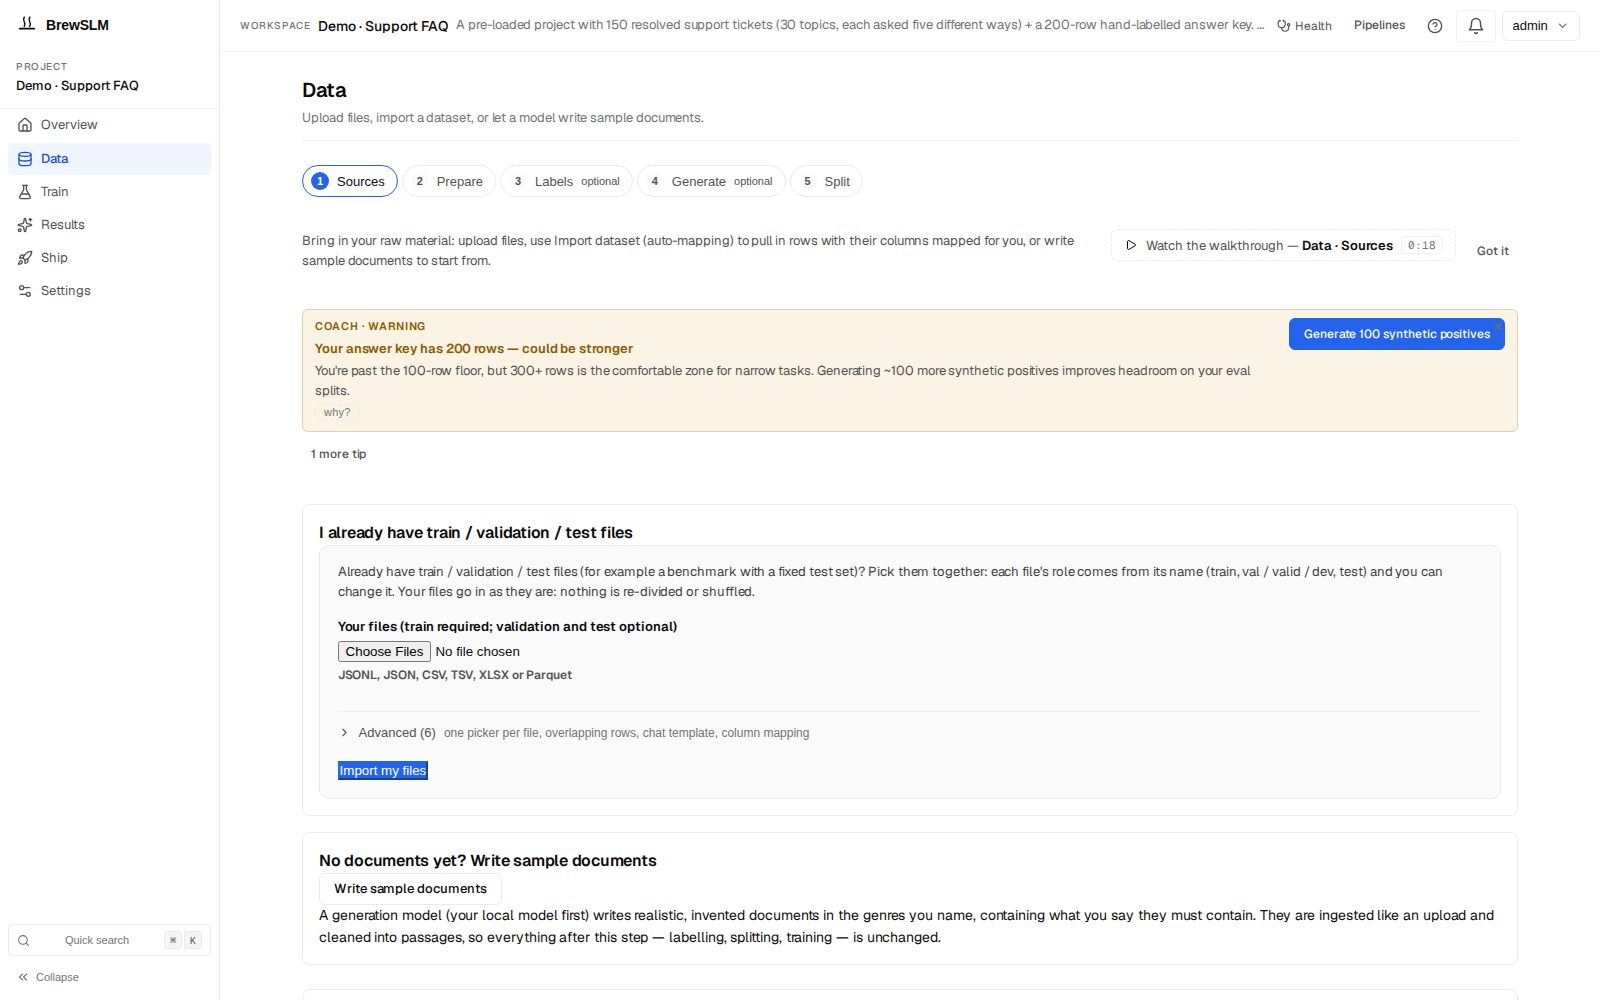 BrewSLM
PROJECT
Demo · Support FAQ
Overview
Data
Train
Results
Ship
Settings
Quick search ⌘ K
Collapse
WORKSPACE Demo · Support FAQ A pre-loaded project with 150 resolved support tickets (30 topics, each asked five different ways) + a 200-row hand-labelled answer key. ... Health Pipelines admin
Data
Upload files, import a dataset, or let a model write sample documents.
1 Sources 2 Prepare 3 Labels optional 4 Generate optional 5 Split
Bring in your raw material: upload files, use Import dataset (auto-mapping) to pull in rows with their columns mapped for you, or write
sample documents to start from.
Watch the walkthrough — Data · Sources 0:18 Got it
COACH · WARNING
Your answer key has 200 rows — could be stronger
You're past the 100-row floor, but 300+ rows is the comfortable zone for narrow tasks. Generating ~100 more synthetic positives improves headroom on your eval
splits.
why?
Generate 100 synthetic positives
1 more tip
I already have train / validation / test files
Already have train / validation / test files (for example a benchmark with a fixed test set)? Pick them together: each file's role comes from its name (train, val / valid / dev, test) and you can
change it. Your files go in as they are: nothing is re-divided or shuffled.
Your files (train required; validation and test optional)
Choose Files No file chosen
JSONL, JSON, CSV, TSV, XLSX or Parquet
Advanced (6) one picker per file, overlapping rows, chat template, column mapping
Import my files
No documents yet? Write sample documents
Write sample documents
A generation model (your local model first) writes realistic, invented documents in the genres you name, containing what you say they must contain. They are ingested like an upload and
cleaned into passages, so everything after this step — labelling, splitting, training — is unchanged.